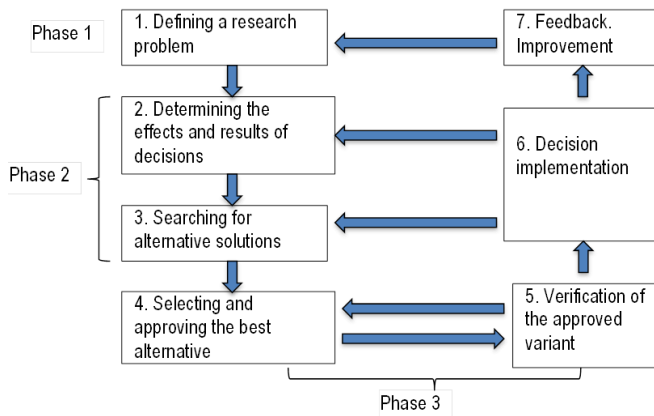 Phase 1
1. Defining a research
problem
7. Feedback.
Improvement
Phase 2
2. Determining the
effects and results of
decisions
6. Decision
implementation
3. Searching for
alternative solutions
4. Selecting and
approving the best
alternative
5. Verification of
the approved
variant
Phase 3